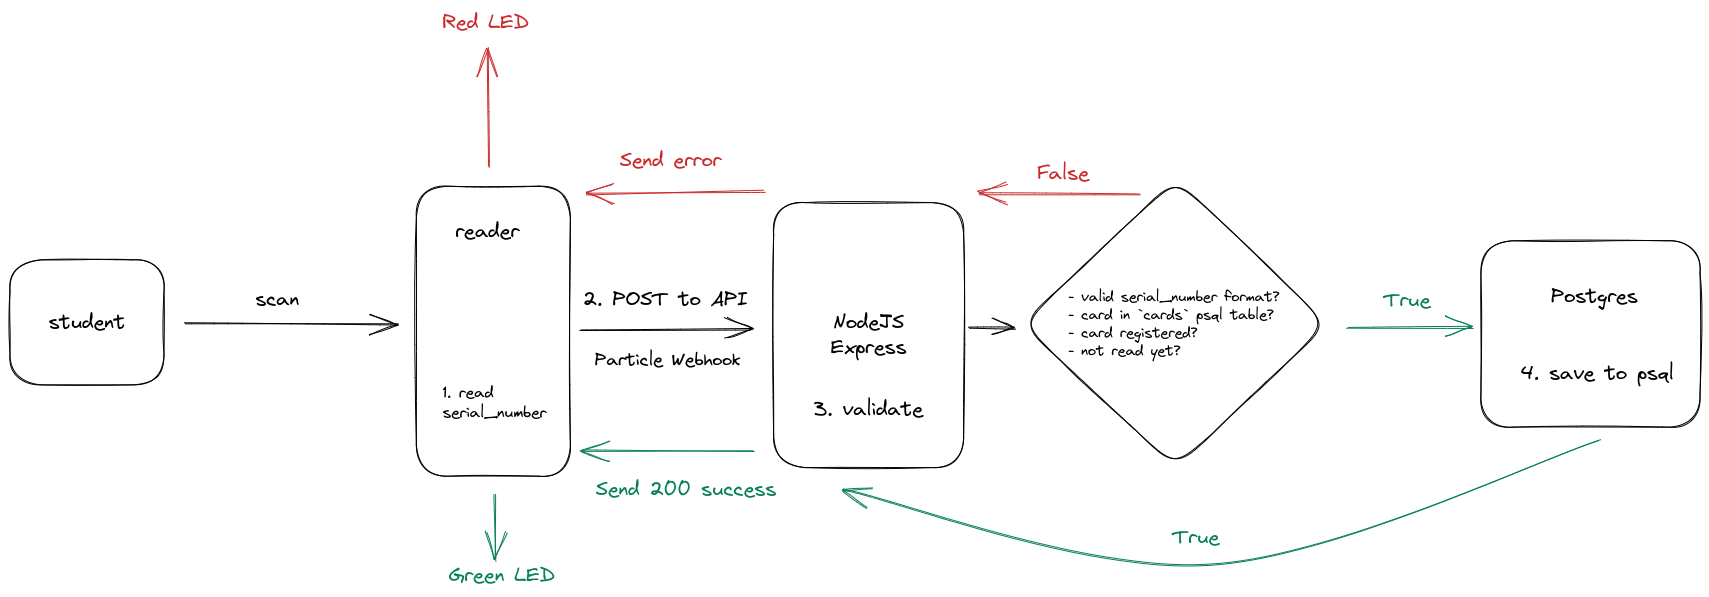 Red LED
Send error
False
reader
student
scan
2. POST to API
Particle Webhook
1. read
serial_number
NodeJS
Express
3. validate
- valid serial_number format?
- card in `cards` psql table?
- card registered?
- not read yet?
True
Postgres
4. save to psql
Send 200 success
True
Green LED